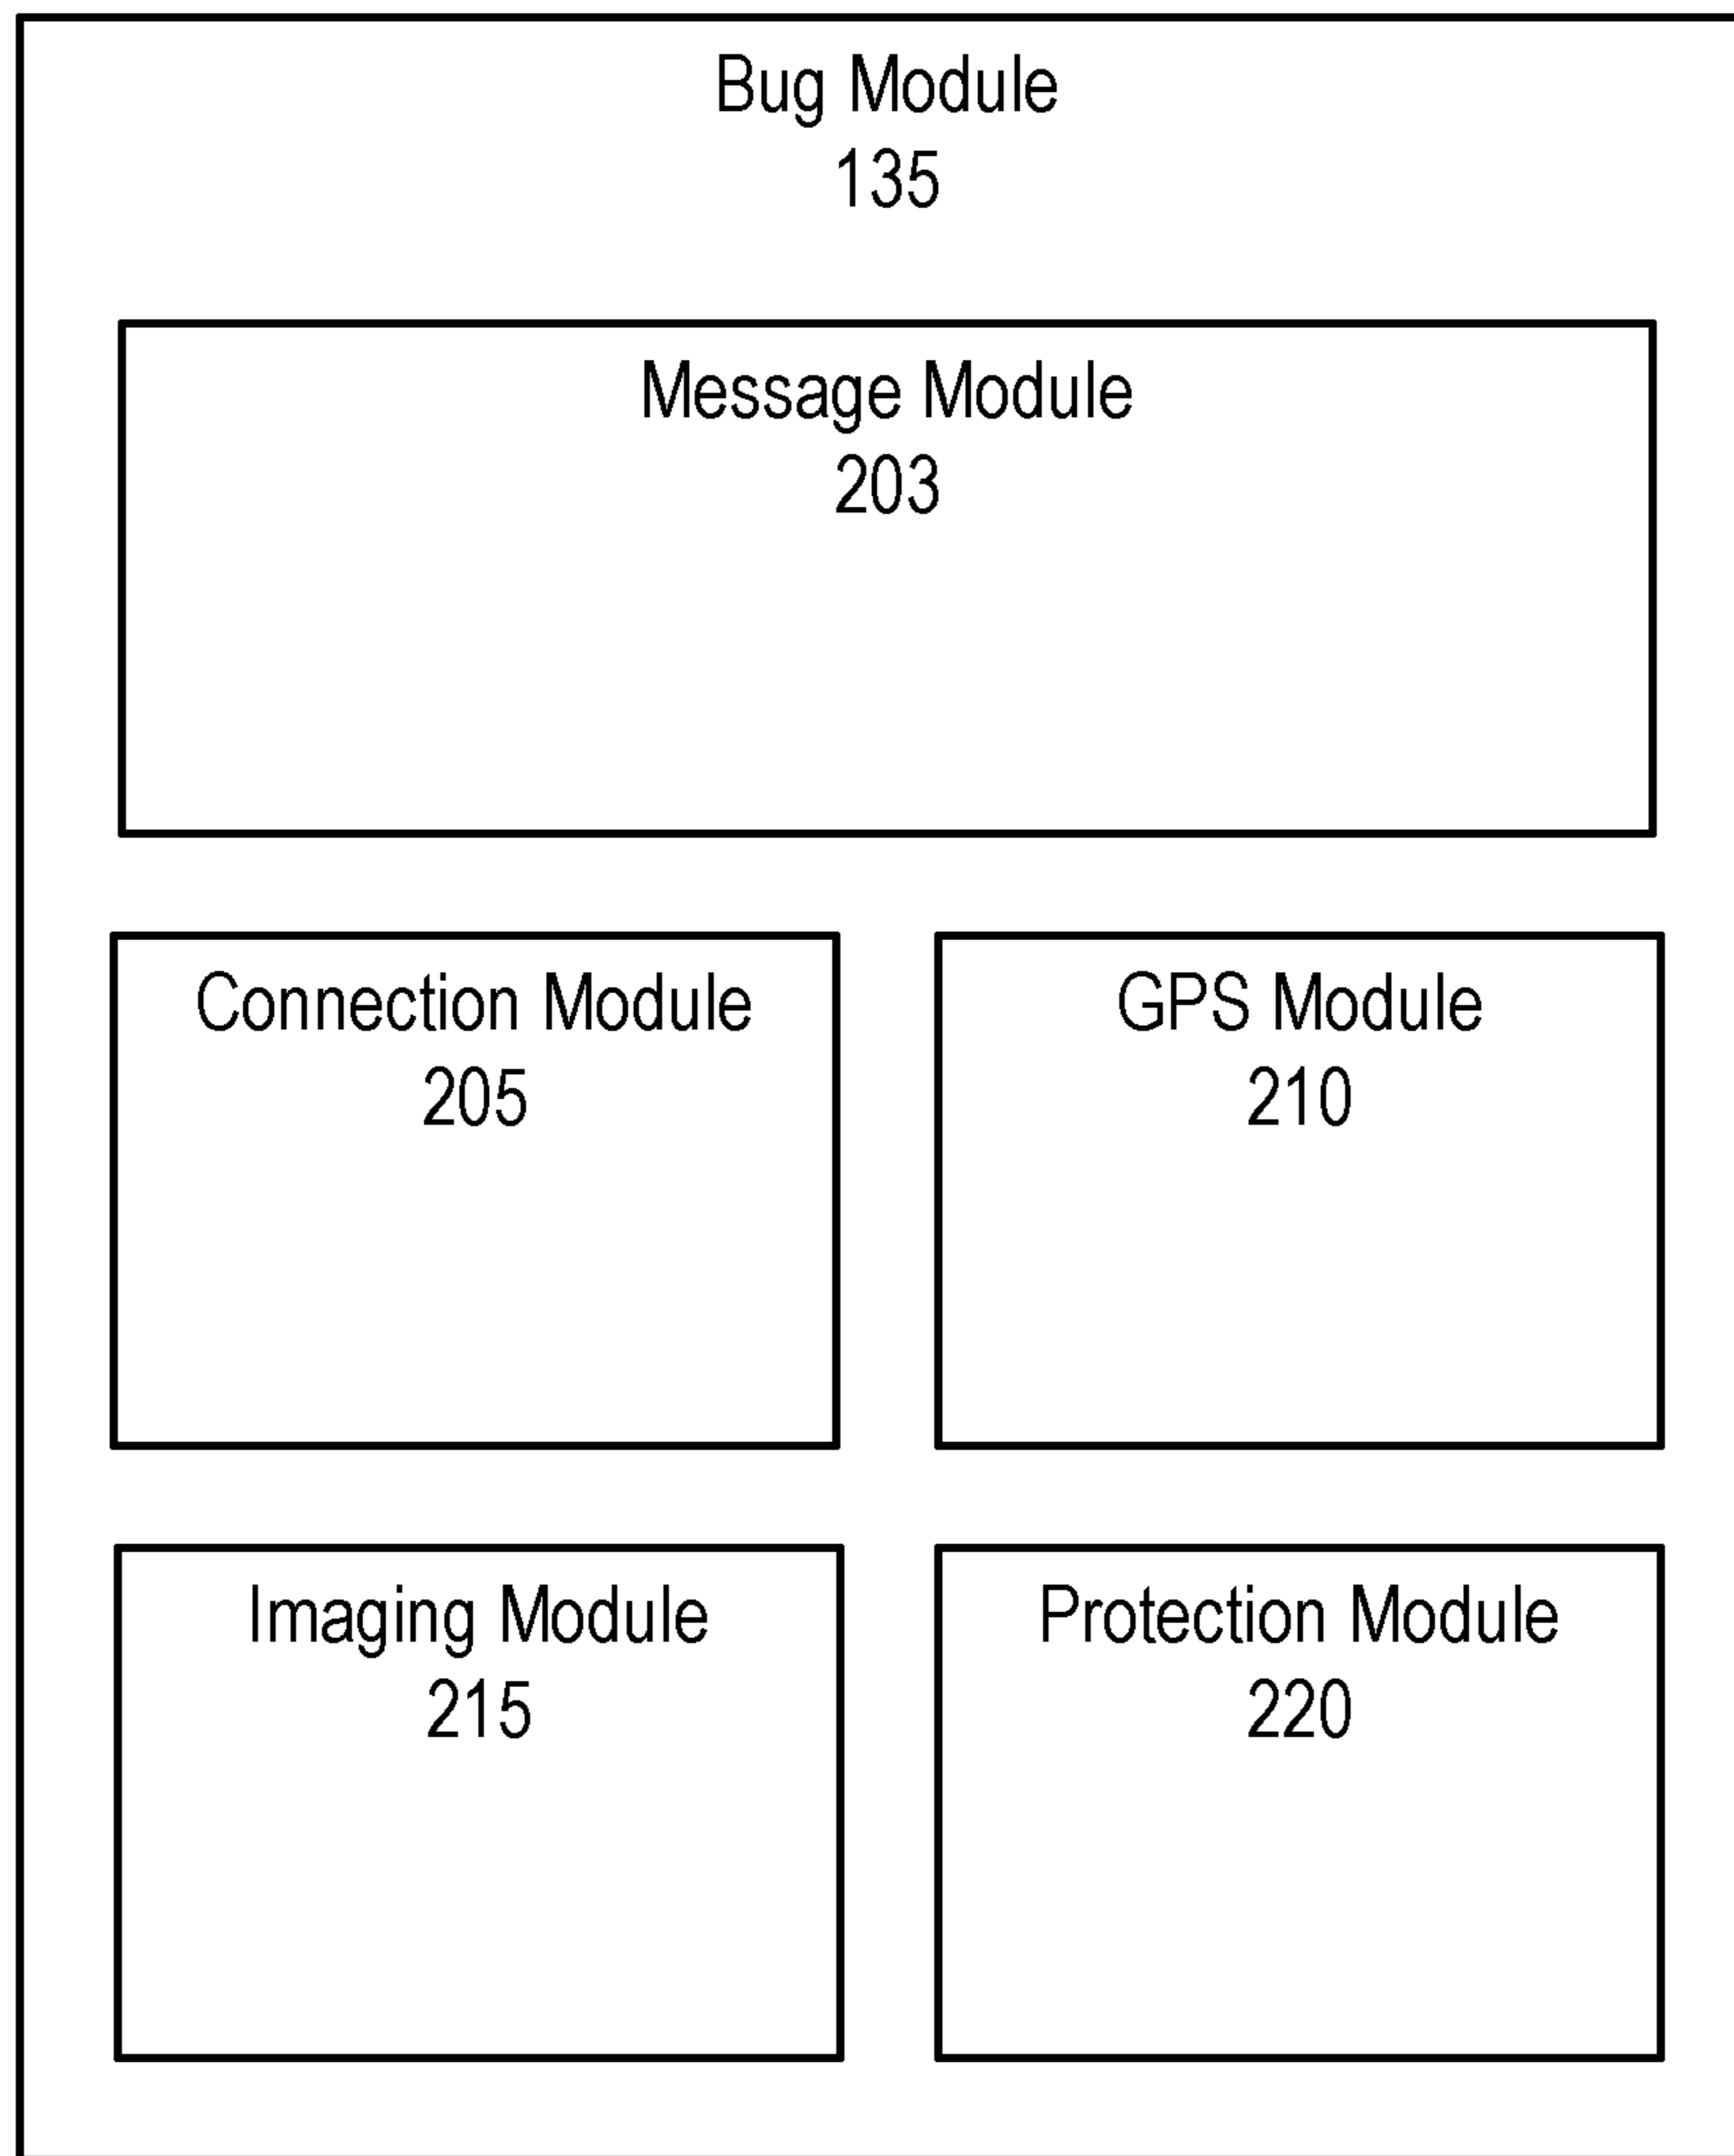 Bug Module
135
Message Module
203
Connection Module
205
GPS Module
210
Imaging Module
215
Protection Module
220